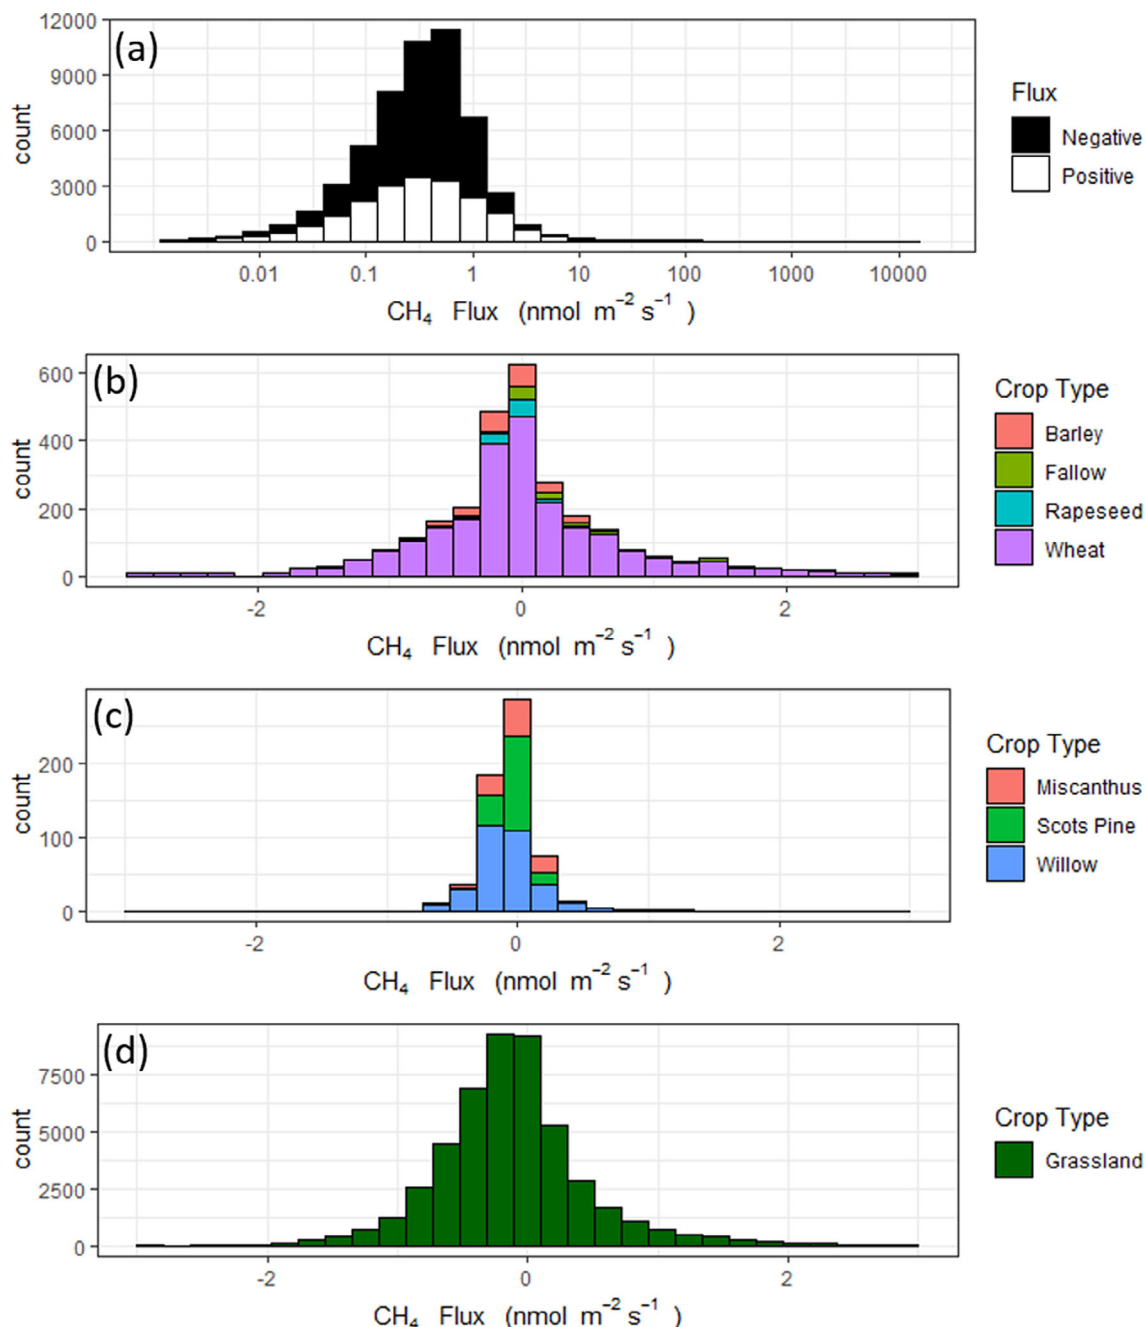 (a)
12000
9000
6000
3000
0
count
0.01 0.1 1 10 100 1000 10000
CH₄ Flux (nmol m⁻² s⁻¹ )
Flux
Negative
Positive
(b)
600
400
200
0
count
-2 0 2
CH₄ Flux (nmol m⁻² s⁻¹ )
Crop Type
Barley
Fallow
Rapeseed
Wheat
(c)
200
100
0
count
-2 0 2
CH₄ Flux (nmol m⁻² s⁻¹ )
Crop Type
Miscanthus
Scots Pine
Willow
(d)
7500
5000
2500
0
count
-2 0 2
CH₄ Flux (nmol m⁻² s⁻¹ )
Crop Type
Grassland